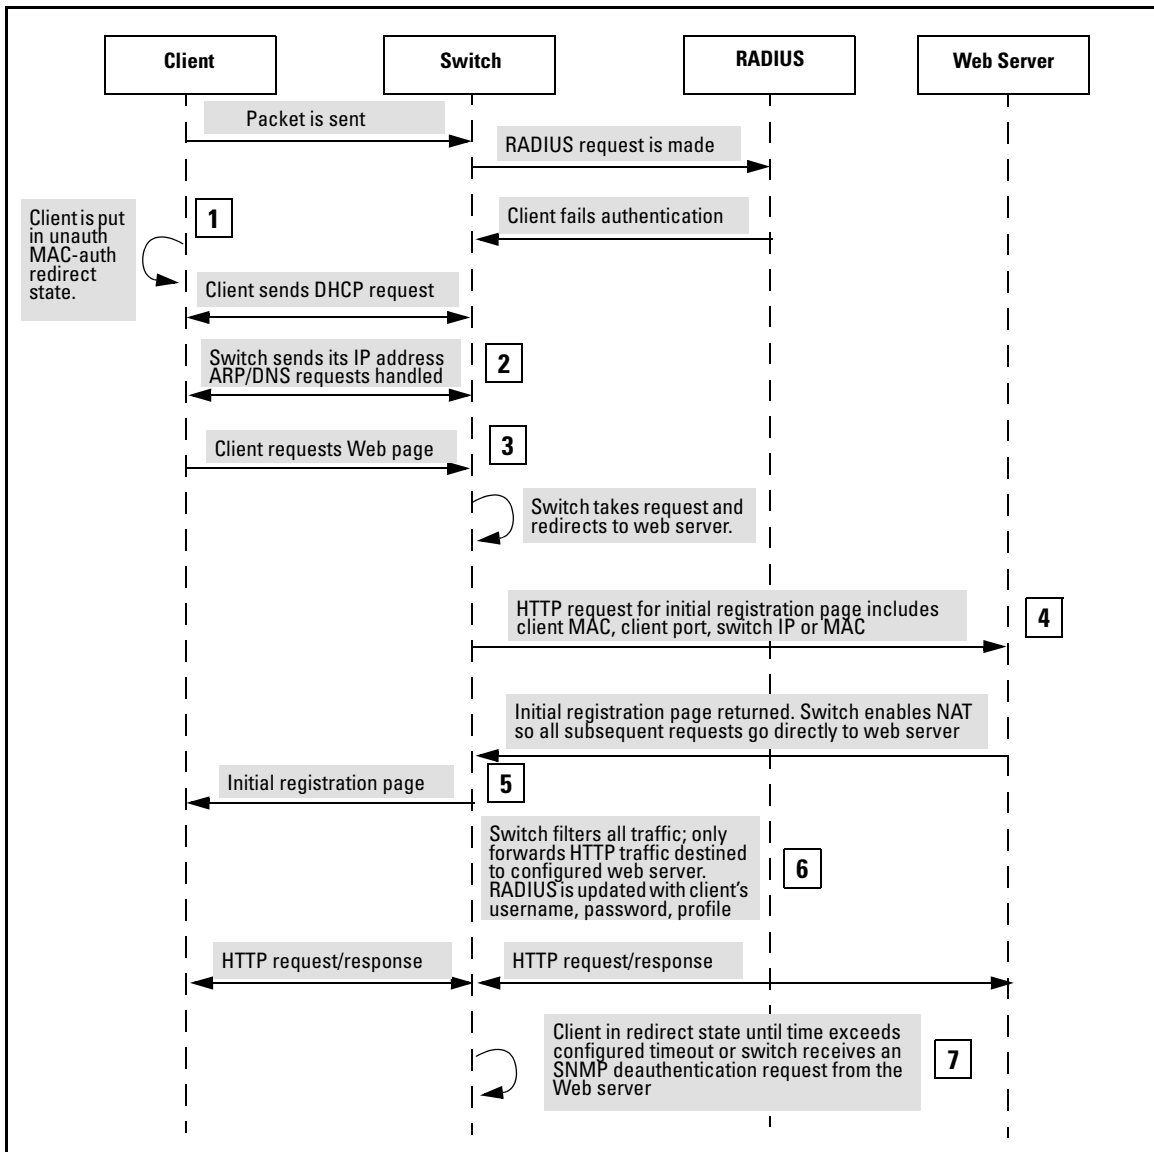 Client
Switch
RADIUS
Web Server
Packet is sent
RADIUS request is made
Client is put
in unauth
MAC-auth
redirect
state.
1
Client fails authentication
Client sends DHCP request
Switch sends its IP address
ARP/DNS requests handled
2
Client requests Web page
3
Switch takes request and
redirects to web server.
HTTP request for initial registration page includes
client MAC, client port, switch IP or MAC
4
Initial registration page returned. Switch enables NAT
so all subsequent requests go directly to web server
Initial registration page
5
Switch filters all traffic; only
forwards HTTP traffic destined
to configured web server.
RADIUS is updated with client's
username, password, profile
6
HTTP request/response
HTTP request/response
Client in redirect state until time exceeds
configured timeout or switch receives an
SNMP deauthentication request from the
Web server
7